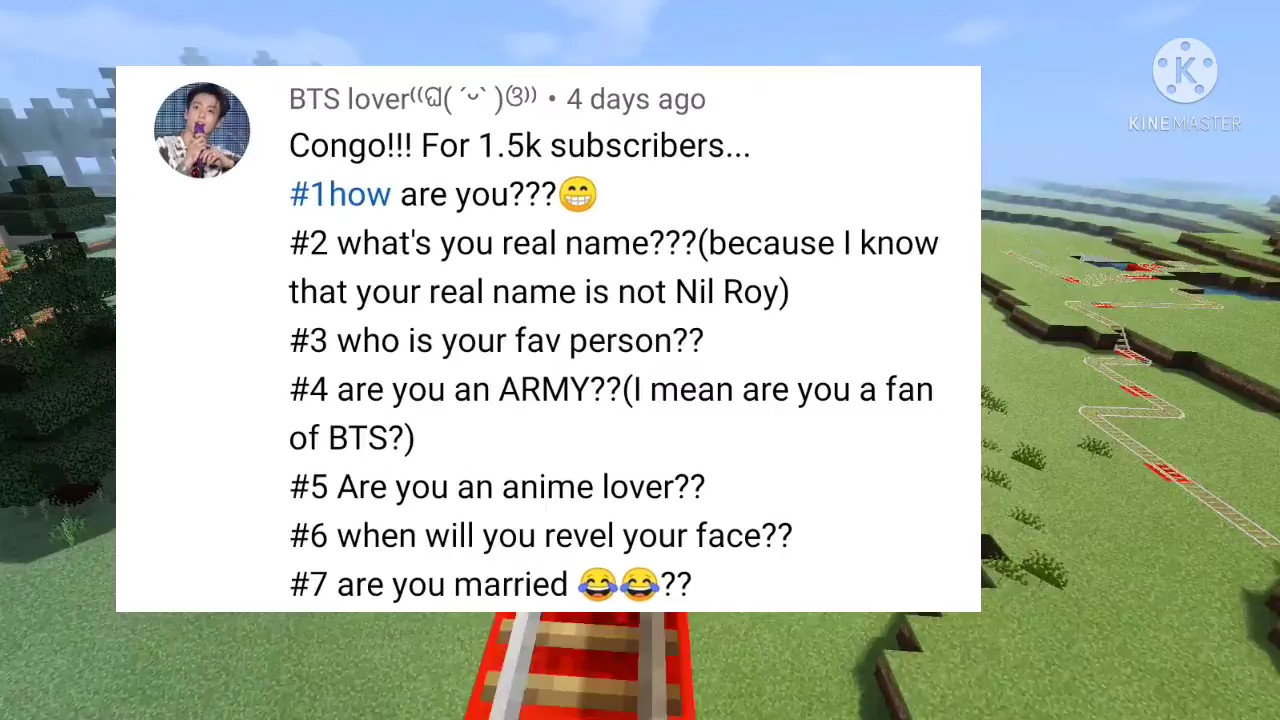 BTS lover⁽⁽ଘ( ˊᵕˋ )ଓ⁾⁾ • 4 days ago
Congo!!! For 1.5k subscribers...
#1how are you???😁
#2 what's you real name???(because I know
that your real name is not Nil Roy)
#3 who is your fav person??
#4 are you an ARMY??(I mean are you a fan
of BTS?)
#5 Are you an anime lover??
#6 when will you revel your face??
#7 are you married 😂😂??
K
KINEMASTER